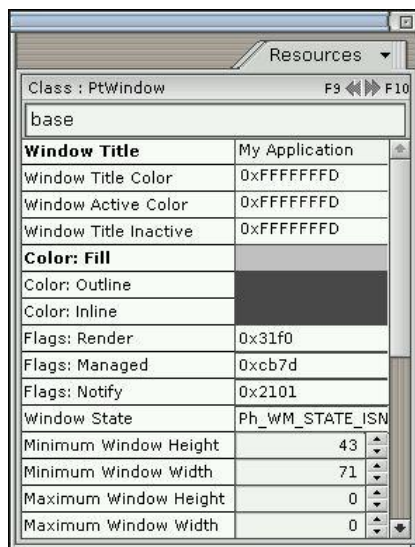 Resources
Class : PtWindow F9 F10
base
Window Title My Application
Window Title Color 0xFFFFFFFD
Window Active Color 0xFFFFFFFD
Window Title Inactive 0xFFFFFFFD
Color: Fill
Color: Outline
Color: Inline
Flags: Render 0x31f0
Flags: Managed 0xcb7d
Flags: Notify 0x2101
Window State Ph_WM_STATE_ISN
Minimum Window Height 43
Minimum Window Width 71
Maximum Window Height 0
Maximum Window Width 0